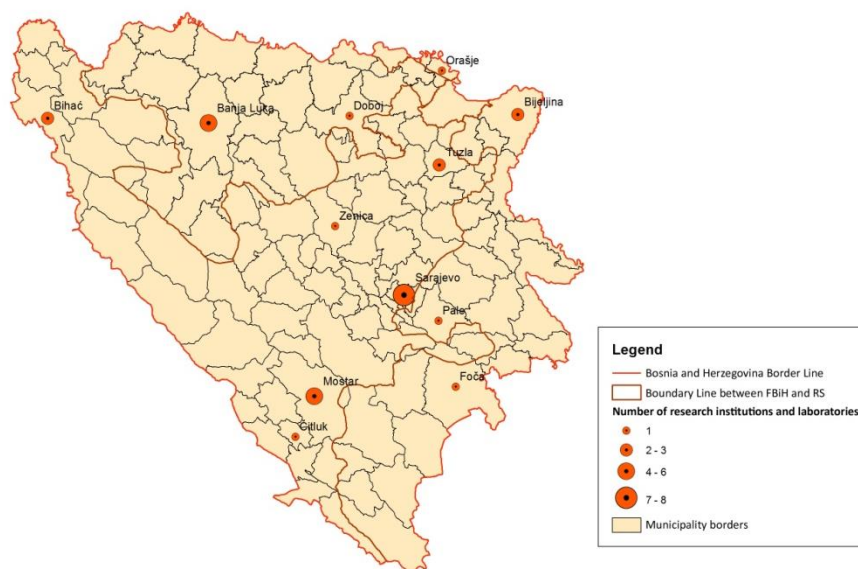 Orašje
Bihać
Banja Luka
Doboj
Bijeljina
Tuzla
Zenica
Sarajevo
Pale
Foča
Mostar
Čitluk
Legend
Bosnia and Herzegovina Border Line
Boundary Line between FBiH and RS
Number of research institutions and laboratories
1
2 - 3
4 - 6
7 - 8
Municipality borders